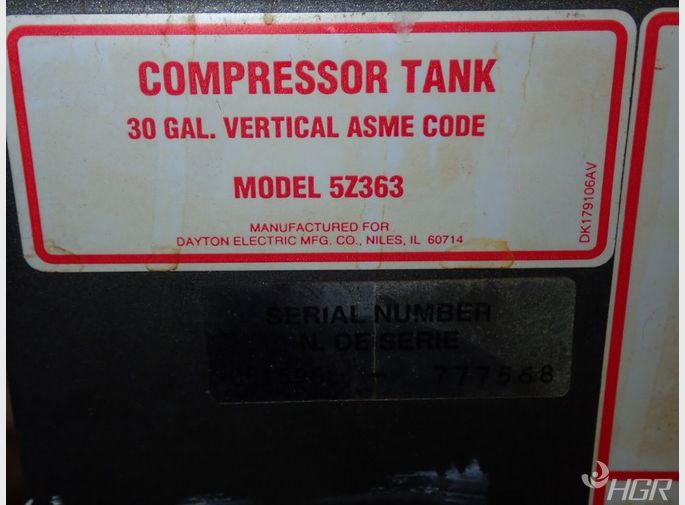 COMPRESSOR TANK
30 GAL. VERTICAL ASME CODE
MODEL 5Z363
MANUFACTURED FOR
DAYTON ELECTRIC MFG. CO., NILES, IL 60714
DK179106AV
SERIAL NUMBER
N. DE SERIE
- 777568
HGR